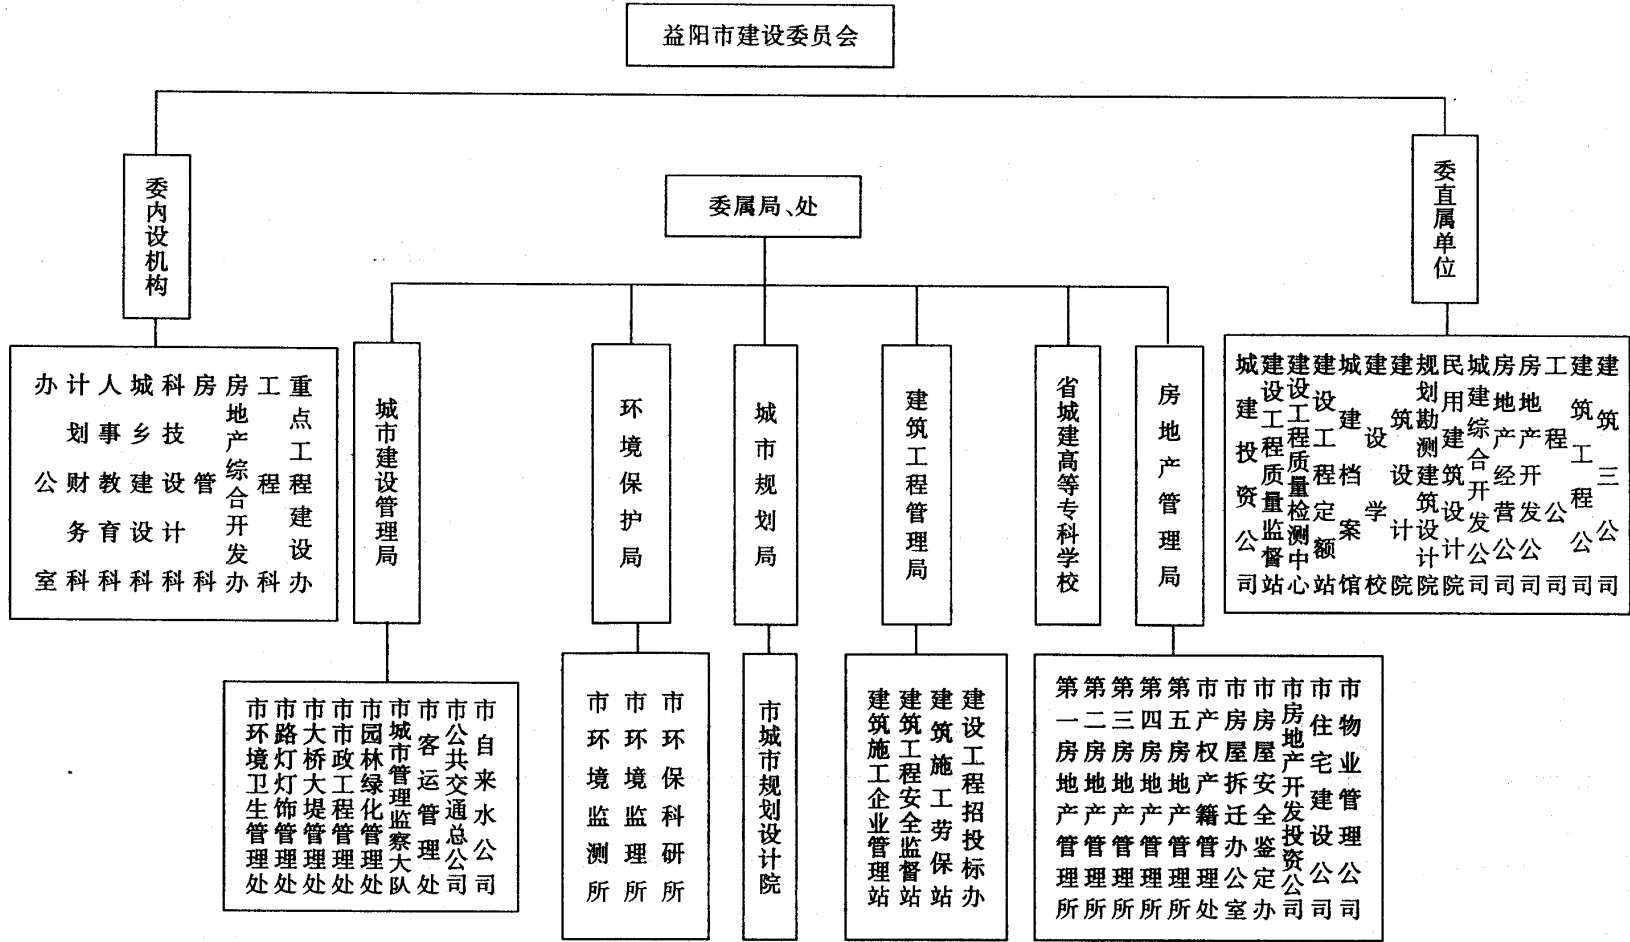 益阳市建设委员会
委内设机构
委属局、处
委直属单位
办公室
计划财务科
人事教育科
城乡建设科
科技设计科
房管科
房地产综合开发办
工程科
重点工程建设办
城市建设管理局
环境保护局
城市规划局
建筑工程管理局
省城建高等专科学校
房地产管理局
城建投资公司
建设工程质量监督站
建设工程质量检测中心
建设工程定额站
城建档案馆
建设学校
建筑设计院
规划勘测建筑设计院
民用建筑设计院
城建综合开发公司
房地产经营公司
房地产开发公司
工程公司
建筑工程公司
建筑三公司
市环境卫生管理处
市路灯灯饰管理处
市大桥大堤管理处
市市政工程管理处
市园林绿化管理处
市城市管理监察大队
市客运管理处
市公共交通总公司
市自来水公司
市环境监测所
市环境监理所
市环保科研所
市城市规划设计院
建筑施工企业管理站
建筑工程安全监督站
建筑施工劳保站
建设工程招投标办
第一房地产管理所
第二房地产管理所
第三房地产管理所
第四房地产管理所
第五房地产管理所
市产权产籍管理处
市房屋拆迁办公室
市房屋安全鉴定办
市房地产开发投资公司
市住宅建设公司
市物业管理公司